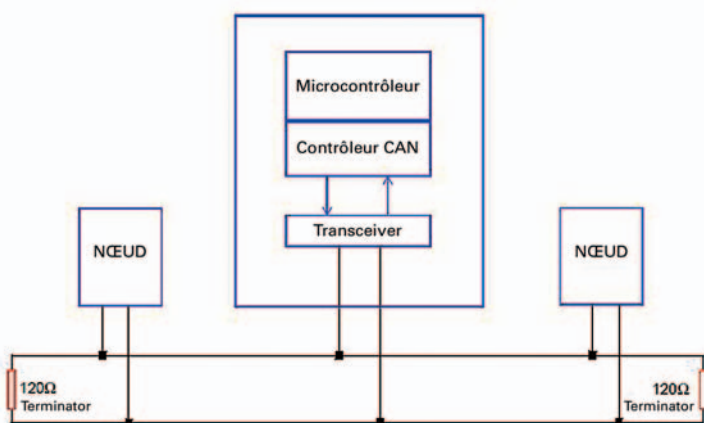 Microcontrôleur
Contrôleur CAN
Transceiver
NŒUD
NŒUD
120Ω
Terminator
120Ω
Terminator